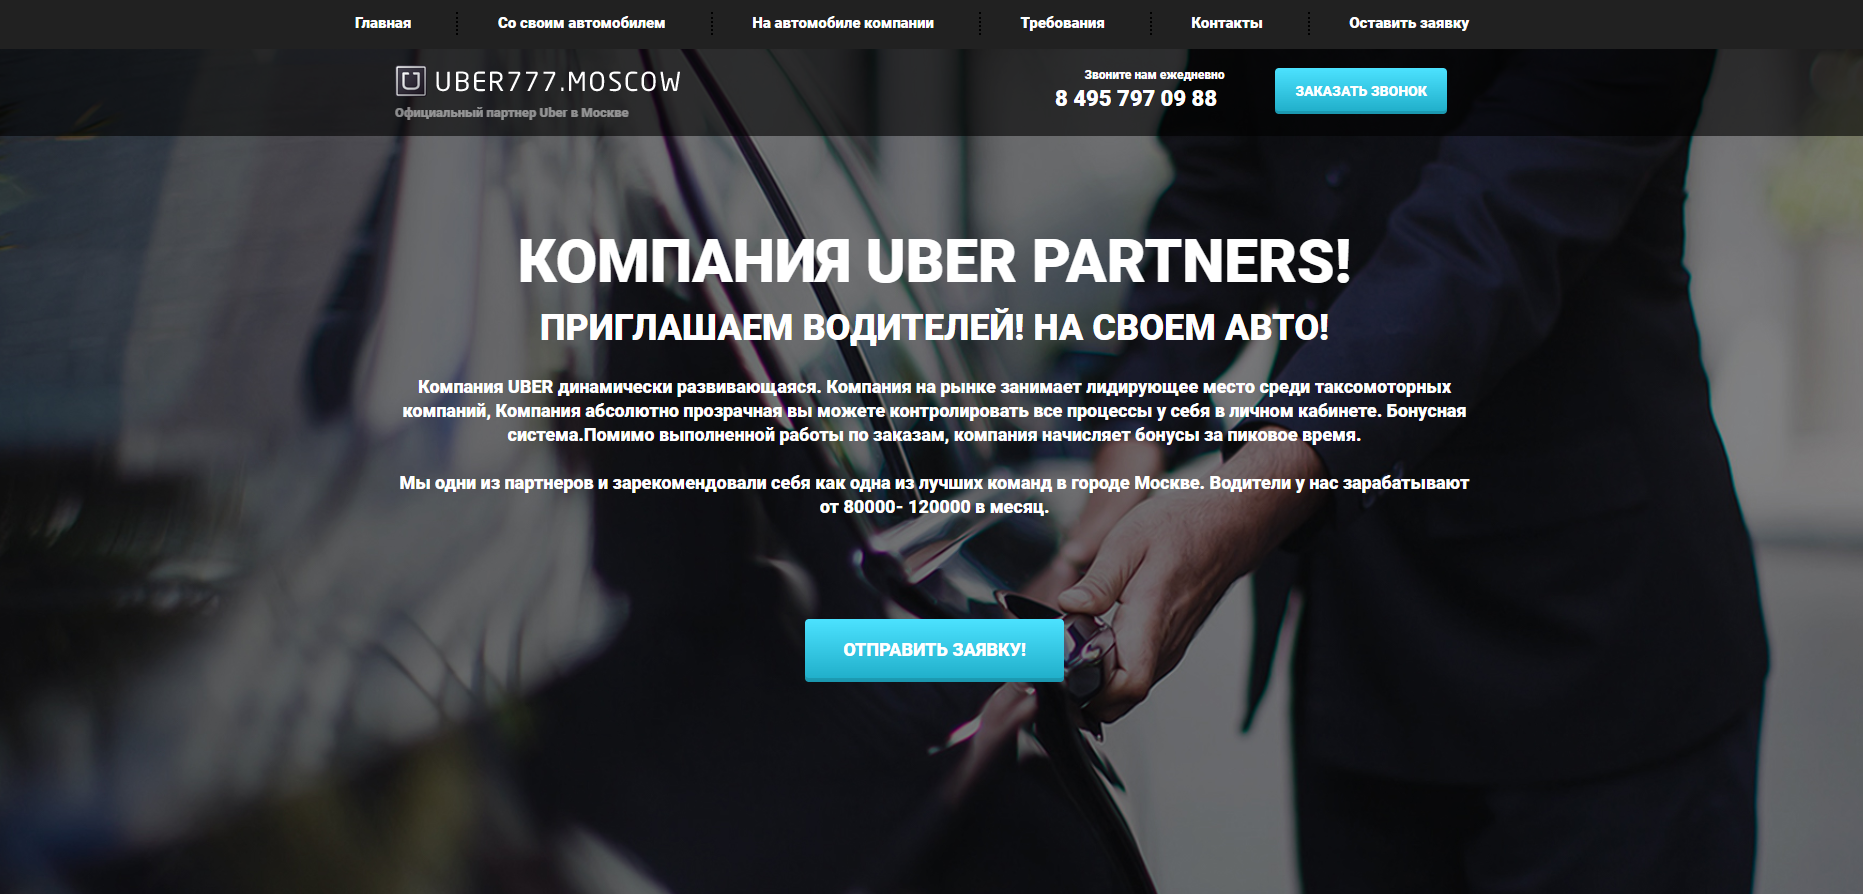 Главная
Со своим автомобилем
На автомобиле компании
Требования
Контакты
Оставить заявку
UBER777.MOSCOW
Официальный партнер Uber в Москве
Звоните нам ежедневно
8 495 797 09 88
ЗАКАЗАТЬ ЗВОНОК
КОМПАНИЯ UBER PARTNERS!
ПРИГЛАШАЕМ ВОДИТЕЛЕЙ! НА СВОЕМ АВТО!
Компания UBER динамически развивающаяся. Компания на рынке занимает лидирующее место среди таксомоторных
компаний, Компания абсолютно прозрачная вы можете контролировать все процессы у себя в личном кабинете. Бонусная
система.Помимо выполненной работы по заказам, компания начисляет бонусы за пиковое время.
Мы одни из партнеров и зарекомендовали себя как одна из лучших команд в городе Москве. Водители у нас зарабатывают
от 80000- 120000 в месяц.
ОТПРАВИТЬ ЗАЯВКУ!